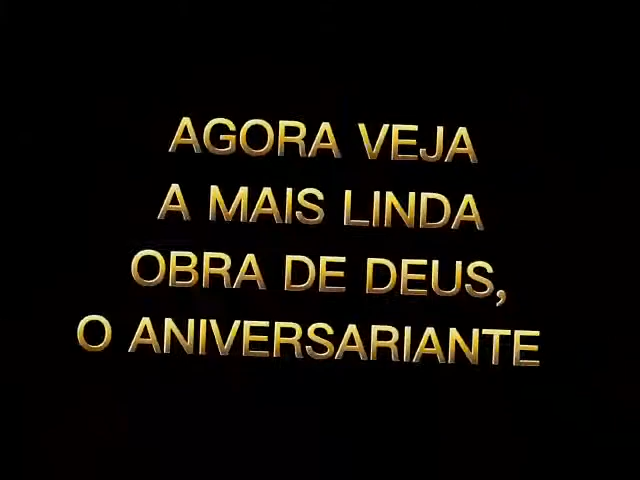 AGORA VEJA
A MAIS LINDA
OBRA DE DEUS,
O ANIVERSARIANTE